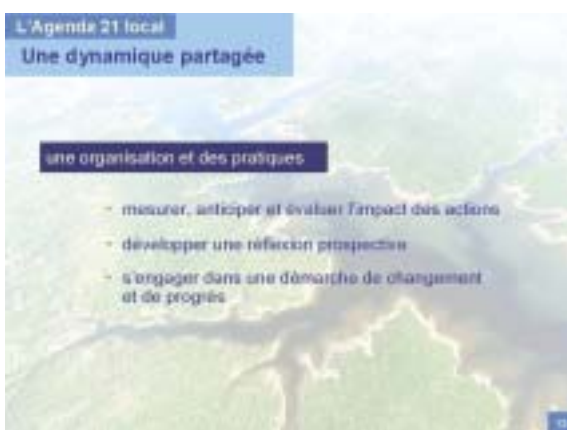 L'Agenda 21 local
Une dynamique partagée
une organisation et des pratiques
- mesurer, anticiper et évaluer l'impact des actions
- développer une réflexion prospective
- s'engager dans une démarche de changement
et de progrès